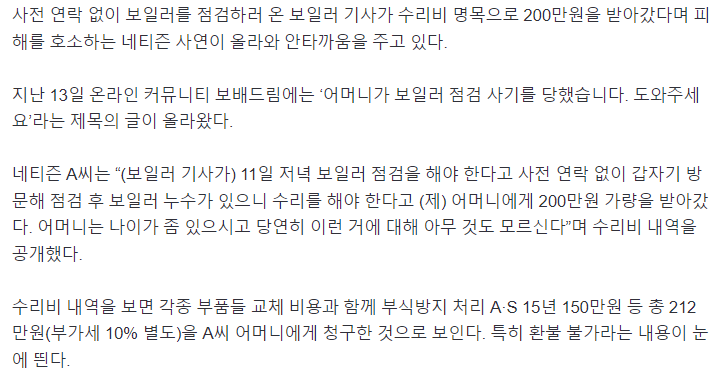 사전 연락 없이 보일러를 점검하러 온 보일러 기사가 수리비 명목으로 200만원을 받아갔다며 피
해를 호소하는 네티즌 사연이 올라와 안타까움을 주고 있다.
지난 13일 온라인 커뮤니티 보배드림에는 ‘어머니가 보일러 점검 사기를 당했습니다. 도와주세
요’라는 제목의 글이 올라왔다.
네티즌 A씨는 “(보일러 기사가) 11일 저녁 보일러 점검을 해야 한다고 사전 연락 없이 갑자기 방
문해 점검 후 보일러 누수가 있으니 수리를 해야 한다고 (제) 어머니에게 200만원 가량을 받아갔
다. 어머니는 나이가 좀 있으시고 당연히 이런 거에 대해 아무 것도 모르신다”며 수리비 내역을
공개했다.
수리비 내역을 보면 각종 부품들 교체 비용과 함께 부식방지 처리 A·S 15년 150만원 등 총 212
만원(부가세 10% 별도)을 A씨 어머니에게 청구한 것으로 보인다. 특히 환불 불가라는 내용이 눈
에 띈다.